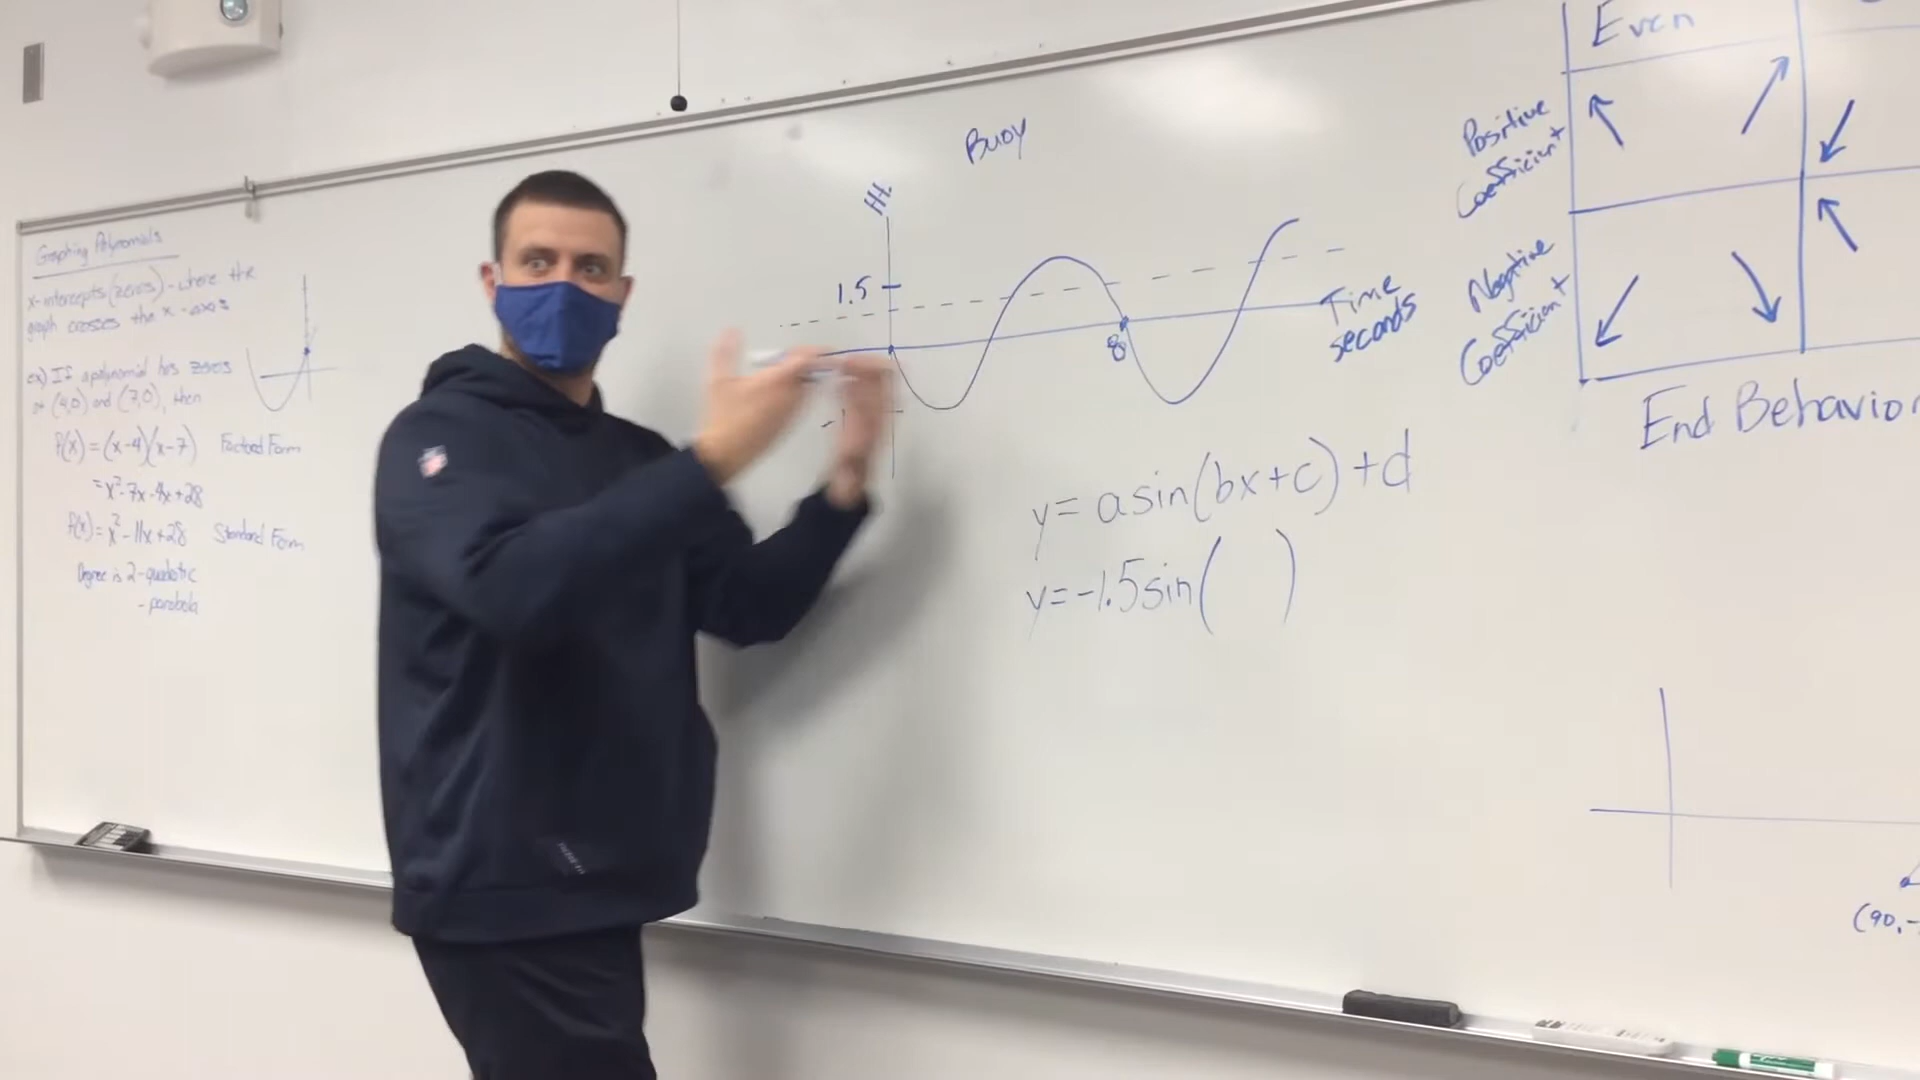 Graphing Polynomials
x-intercepts (zeros) - where the
graph crosses the x-axis
ex) If a polynomial has zeros
at (4,0) and (7,0), then
f(x) = (x-4)(x-7) Factored Form
= x²-7x-4x+28
f(x) = x²-11x+28 Standard Form
Degree is 2-quadratic
- parabola
Buoy
Ht.
1.5
8
Time
seconds
y = a sin(bx+c)+d
y = -1.5 sin( )
Even
Positive
Coefficient
Negative
Coefficient
End Behavior
(90,-